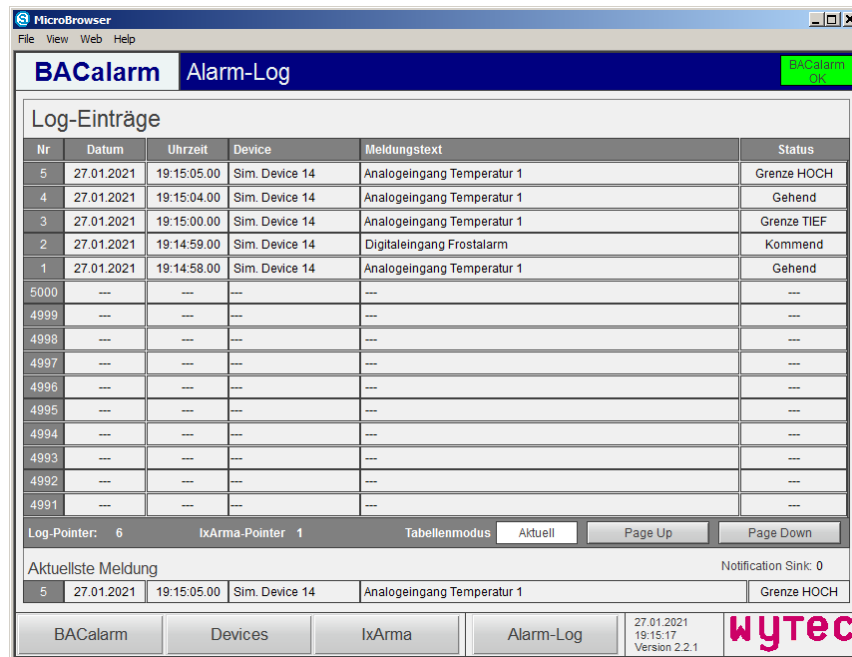 MicroBrowser
File View Web Help
BACalarm Alarm-Log BACalarm OK
Log-Einträge
Nr Datum Uhrzeit Device Meldungstext Status
5 27.01.2021 19:15:05.00 Sim. Device 14 Analogeingang Temperatur 1 Grenze HOCH
4 27.01.2021 19:15:04.00 Sim. Device 14 Analogeingang Temperatur 1 Gehend
3 27.01.2021 19:15:00.00 Sim. Device 14 Analogeingang Temperatur 1 Grenze TIEF
2 27.01.2021 19:14:59.00 Sim. Device 14 Digitaleingang Frostalarm Kommend
1 27.01.2021 19:14:58.00 Sim. Device 14 Analogeingang Temperatur 1 Gehend
5000 --- --- --- --- ---
4999 --- --- --- --- ---
4998 --- --- --- --- ---
4997 --- --- --- --- ---
4996 --- --- --- --- ---
4995 --- --- --- --- ---
4994 --- --- --- --- ---
4993 --- --- --- --- ---
4992 --- --- --- --- ---
4991 --- --- --- --- ---
Log-Pointer: 6 IxArma-Pointer 1 Tabellenmodus Aktuell Page Up Page Down
Aktuellste Meldung Notification Sink: 0
5 27.01.2021 19:15:05.00 Sim. Device 14 Analogeingang Temperatur 1 Grenze HOCH
BACalarm Devices IxArma Alarm-Log
27.01.2021
19:15:17
Version 2.2.1
wytec